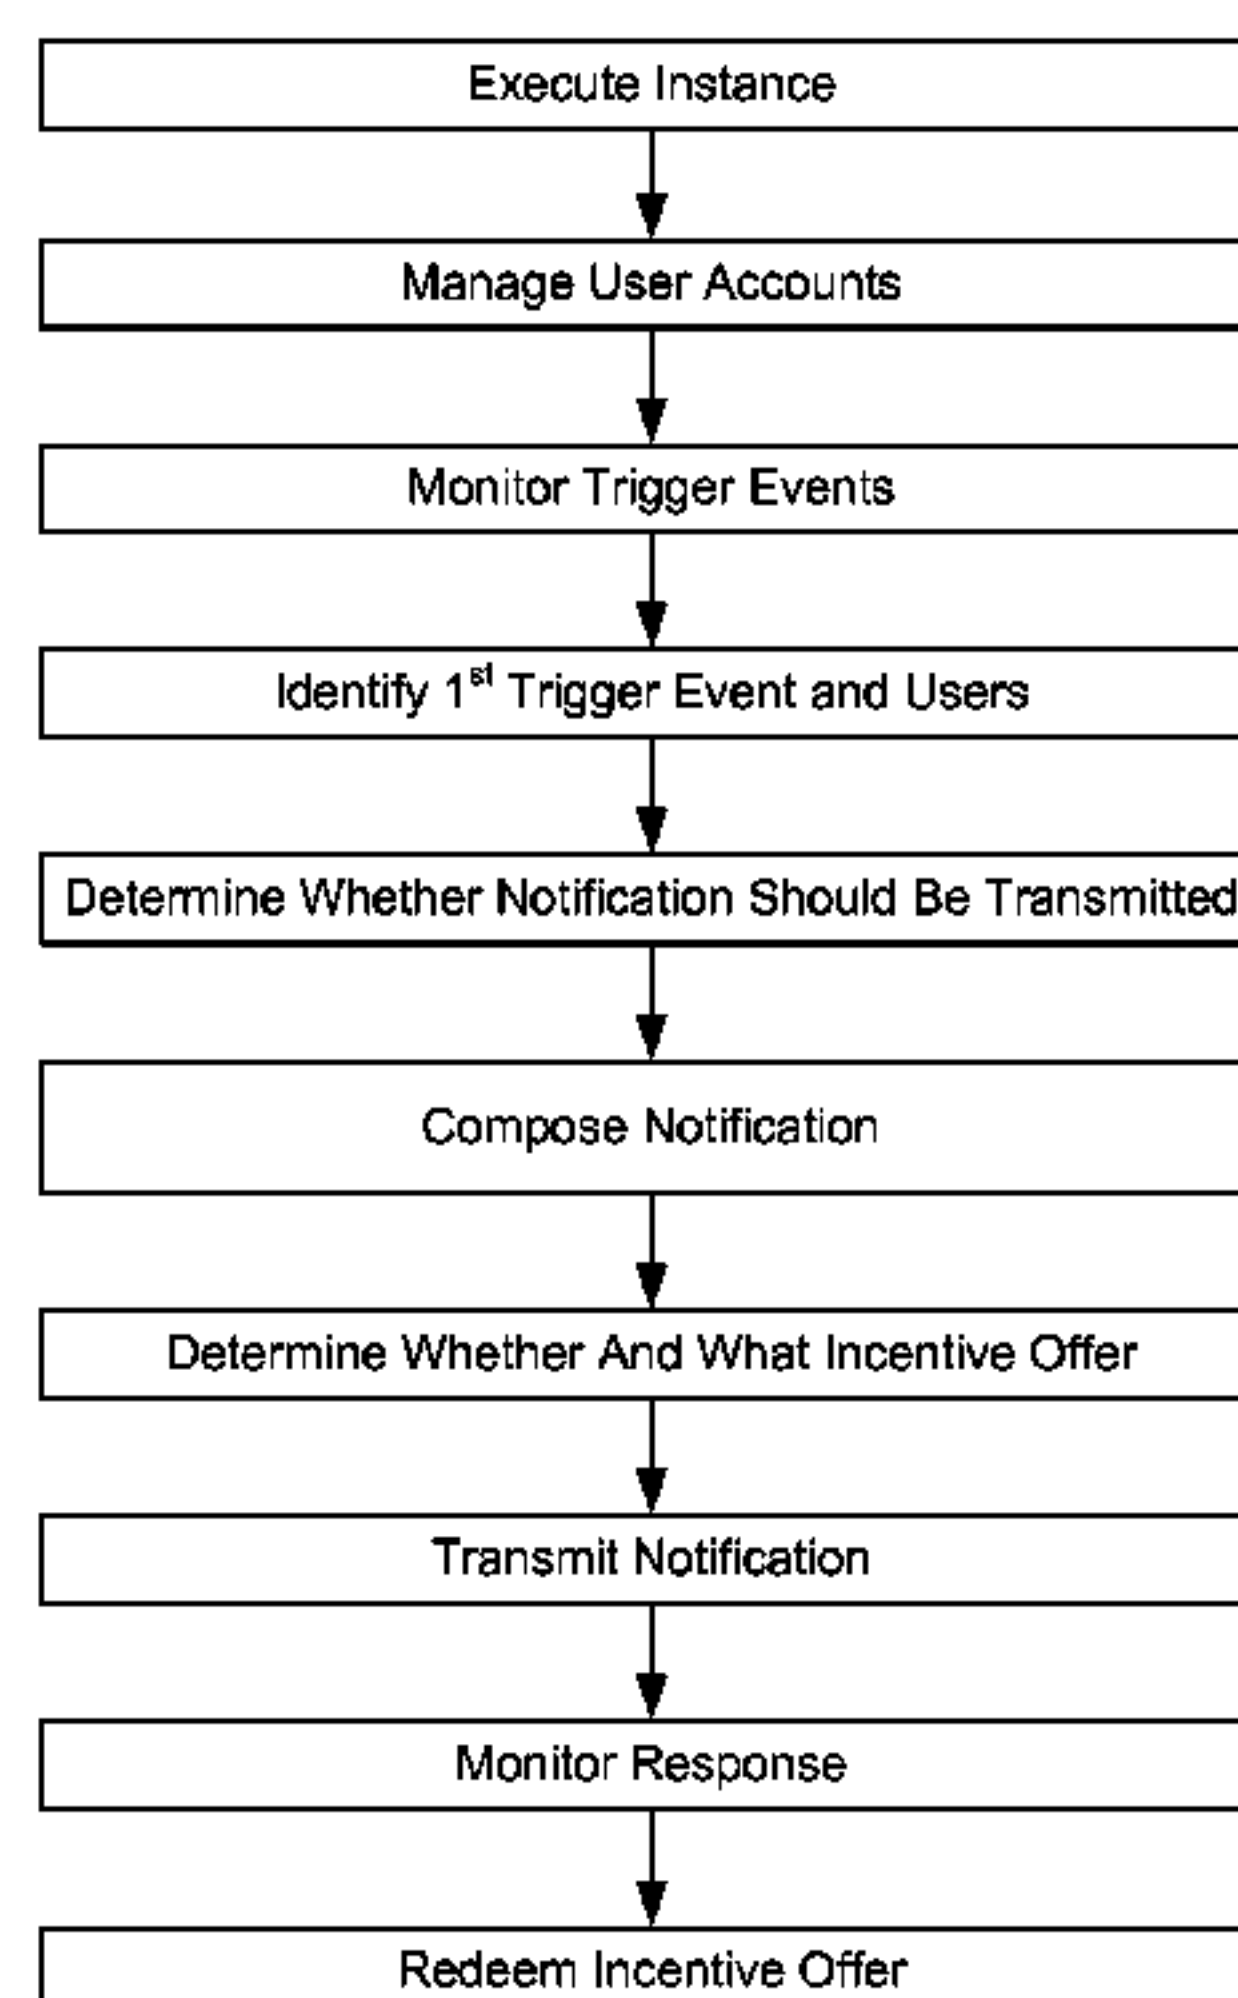 Execute Instance
Manage User Accounts
Monitor Trigger Events
Identify 1st Trigger Event and Users
Determine Whether Notification Should Be Transmitted
Compose Notification
Determine Whether And What Incentive Offer
Transmit Notification
Monitor Response
Redeem Incentive Offer